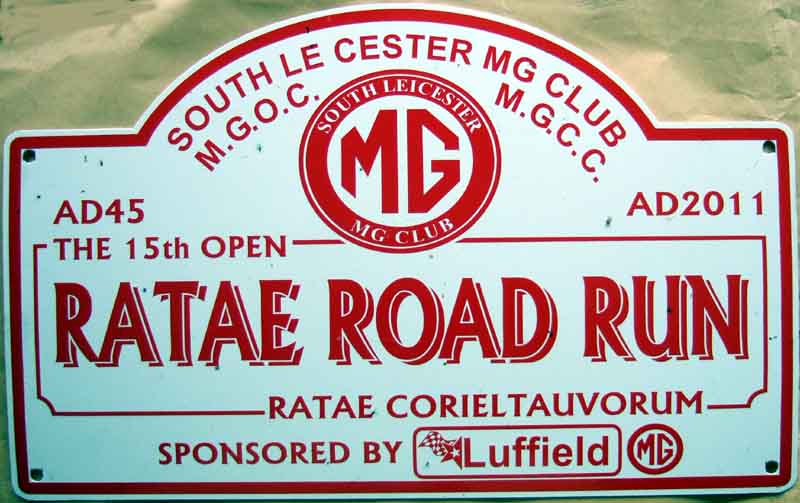 SOUTH LE CESTER MG CLUB
M.G.O.C.
M.G.C.C.
SOUTH LEICESTER
MG
MG CLUB
AD45
AD2011
THE 15th OPEN
RATAE ROAD RUN
RATAE CORIELTAUVORUM
SPONSORED BY Luffield MG